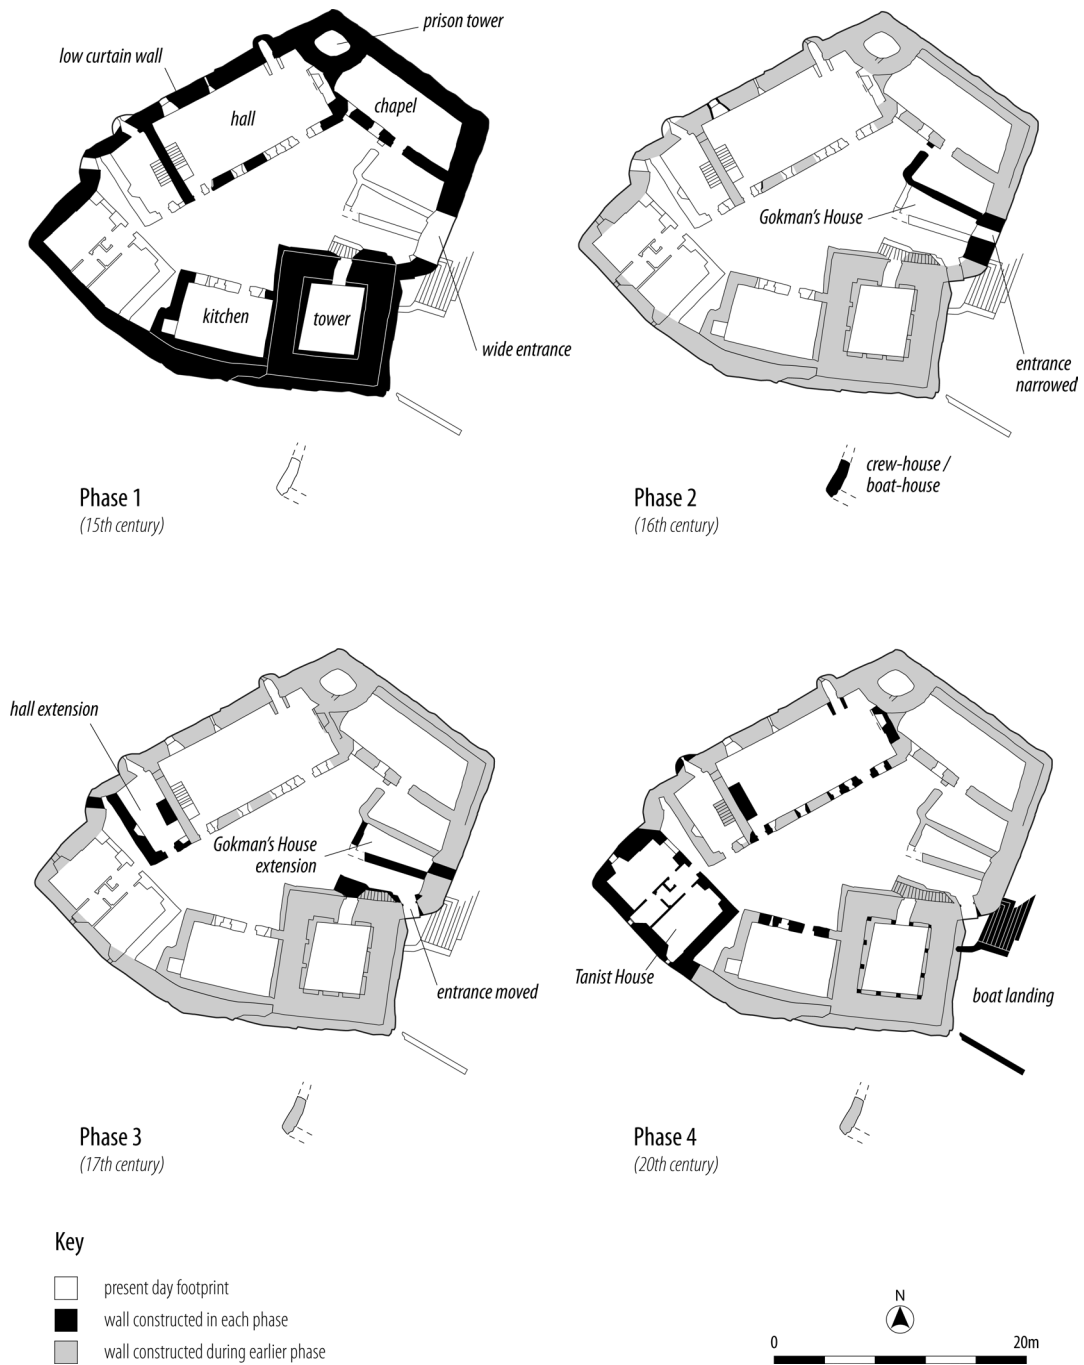 prison tower
low curtain wall
chapel
hall
Gokman's House
kitchen
tower
wide entrance
entrance
narrowed
crew-house /
boat-house
Phase 1
(15th century)
Phase 2
(16th century)
hall extension
Gokman's House
extension
Tanist House
entrance moved
boat landing
Phase 3
(17th century)
Phase 4
(20th century)
Key
present day footprint
wall constructed in each phase
wall constructed during earlier phase
N
0
20m